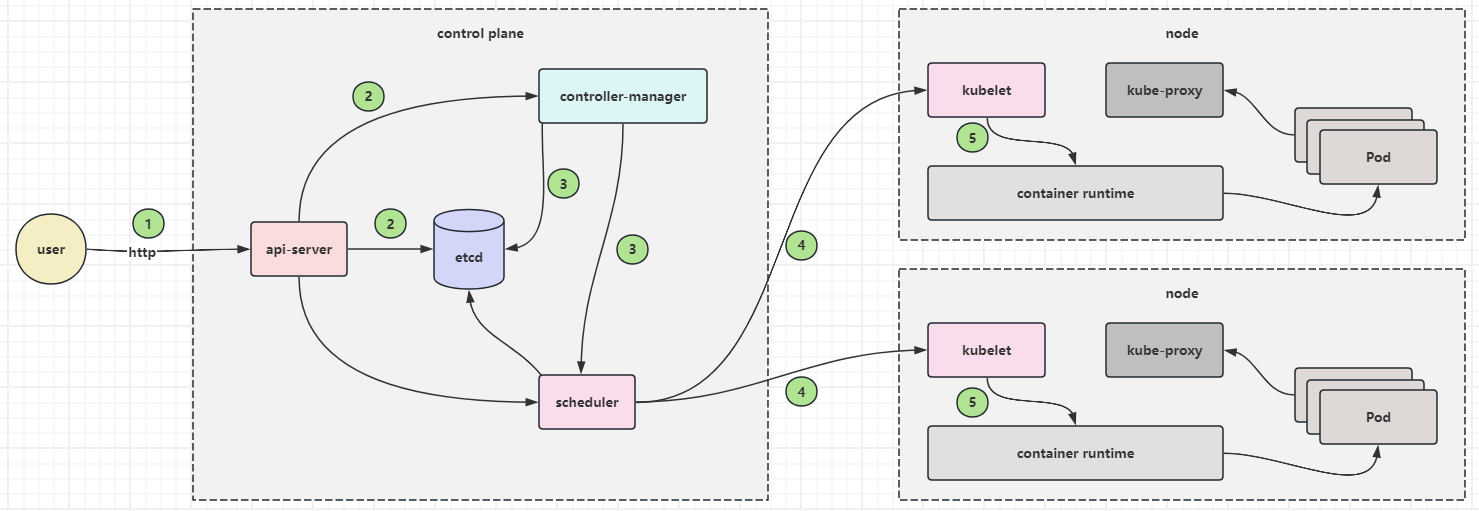 control plane
controller-manager
2
3
api-server
2
etcd
3
user
1
http
scheduler
4
4
node
kubelet
kube-proxy
5
container runtime
Pod
node
kubelet
kube-proxy
5
container runtime
Pod